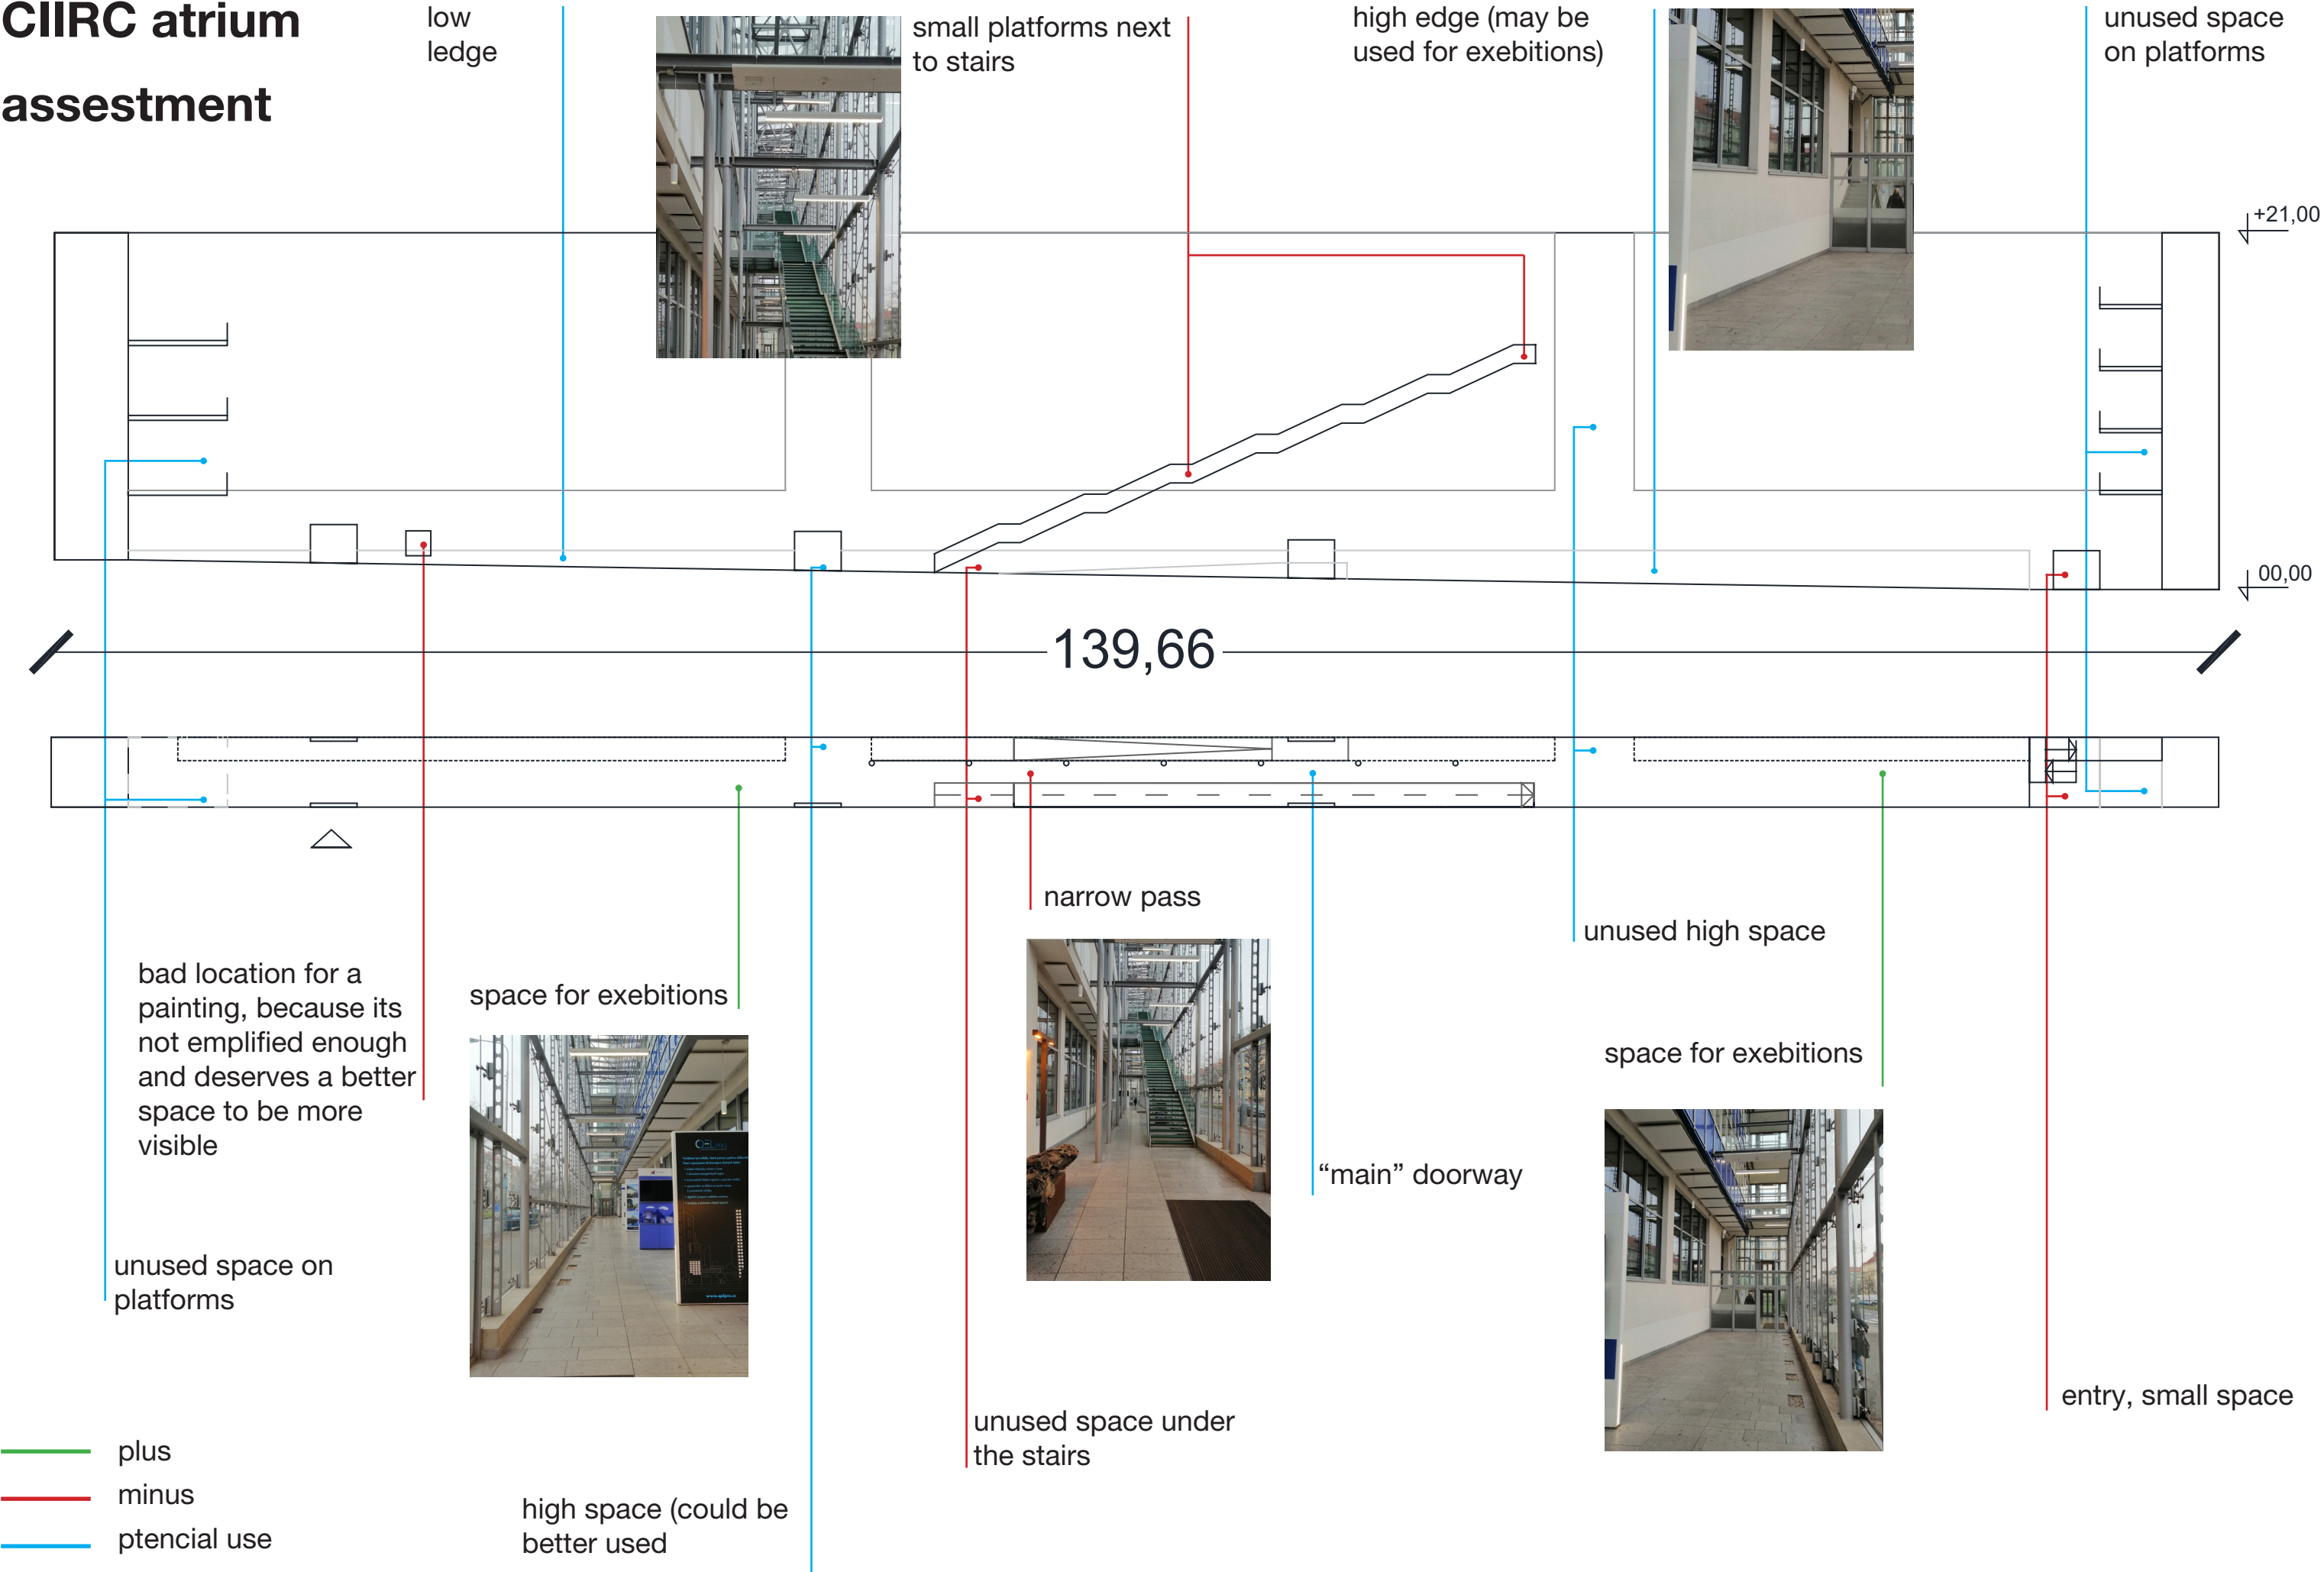 CIIRC atrium
assestment
low
ledge
small platforms next
to stairs
high edge (may be
used for exebitions)
unused space
on platforms
+21,00
00,00
139,66
narrow pass
unused high space
bad location for a
painting, because its
not emplified enough
and deserves a better
space to be more
visible
space for exebitions
space for exebitions
“main” doorway
unused space on
platforms
entry, small space
unused space under
the stairs
high space (could be
better used
plus
minus
ptencial use